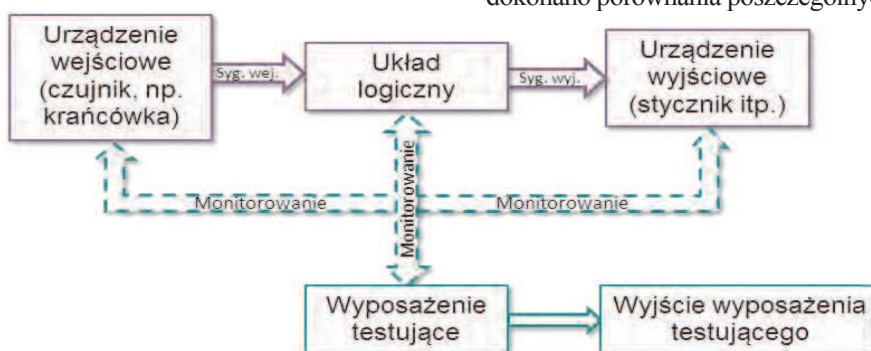 dokonano porównania poszczególny
Urządzenie
wejściowe
(czujnik, np.
krańcówka)
Syg. wej.
Układ
logiczny
Syg. wyj.
Urządzenie
wyjściowe
(stycznik itp.)
Monitorowanie
Monitorowanie
Monitorowanie
Wyposażenie
testujące
Wyjście wyposażenia
testującego